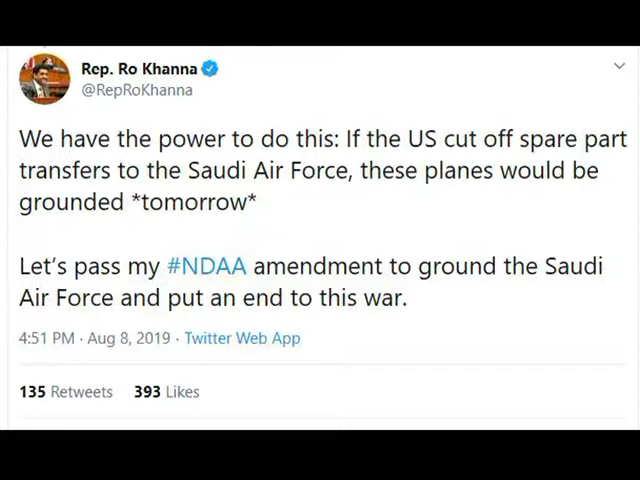 Rep. Ro Khanna
@RepRoKhanna
We have the power to do this: If the US cut off spare part
transfers to the Saudi Air Force, these planes would be
grounded *tomorrow*
Let’s pass my #NDAA amendment to ground the Saudi
Air Force and put an end to this war.
4:51 PM · Aug 8, 2019 · Twitter Web App
135 Retweets 393 Likes